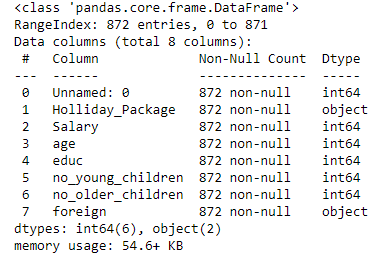 <class 'pandas.core.frame.DataFrame'>
RangeIndex: 872 entries, 0 to 871
Data columns (total 8 columns):
 #   Column             Non-Null Count  Dtype
---  ------             --------------  -----
 0   Unnamed: 0         872 non-null    int64
 1   Holliday_Package   872 non-null    object
 2   Salary             872 non-null    int64
 3   age                872 non-null    int64
 4   educ               872 non-null    int64
 5   no_young_children  872 non-null    int64
 6   no_older_children  872 non-null    int64
 7   foreign            872 non-null    object
dtypes: int64(6), object(2)
memory usage: 54.6+ KB